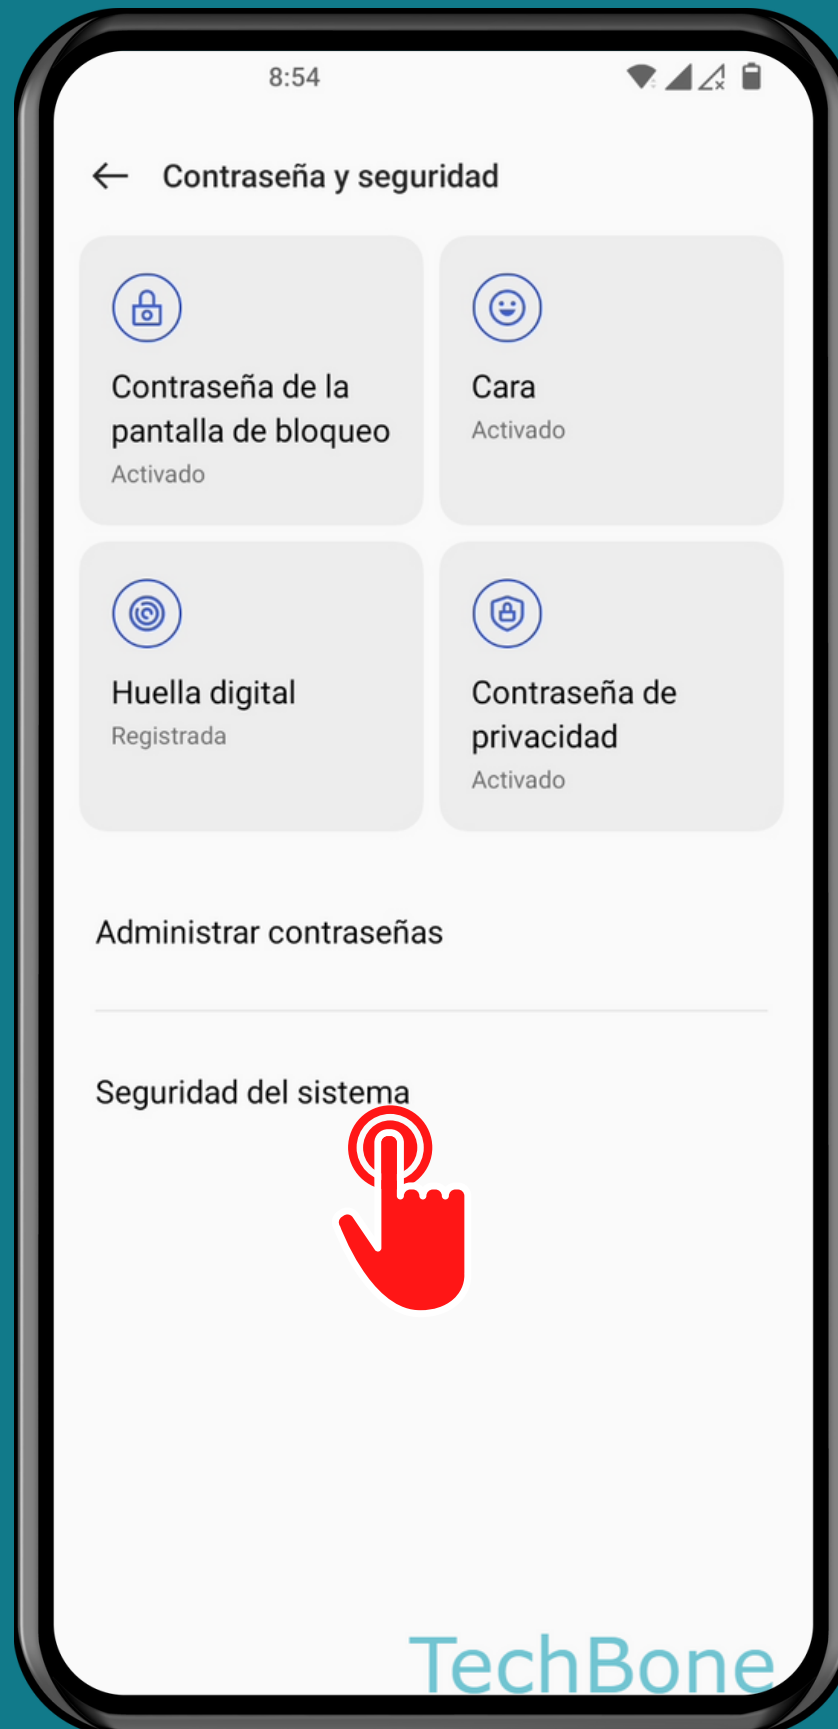 8:54
Contraseña y seguridad
Contraseña de la
pantalla de bloqueo
Activado
Cara
Activado
Huella digital
Registrada
Contraseña de
privacidad
Activado
Administrar contraseñas
Seguridad del sistema
TechBone